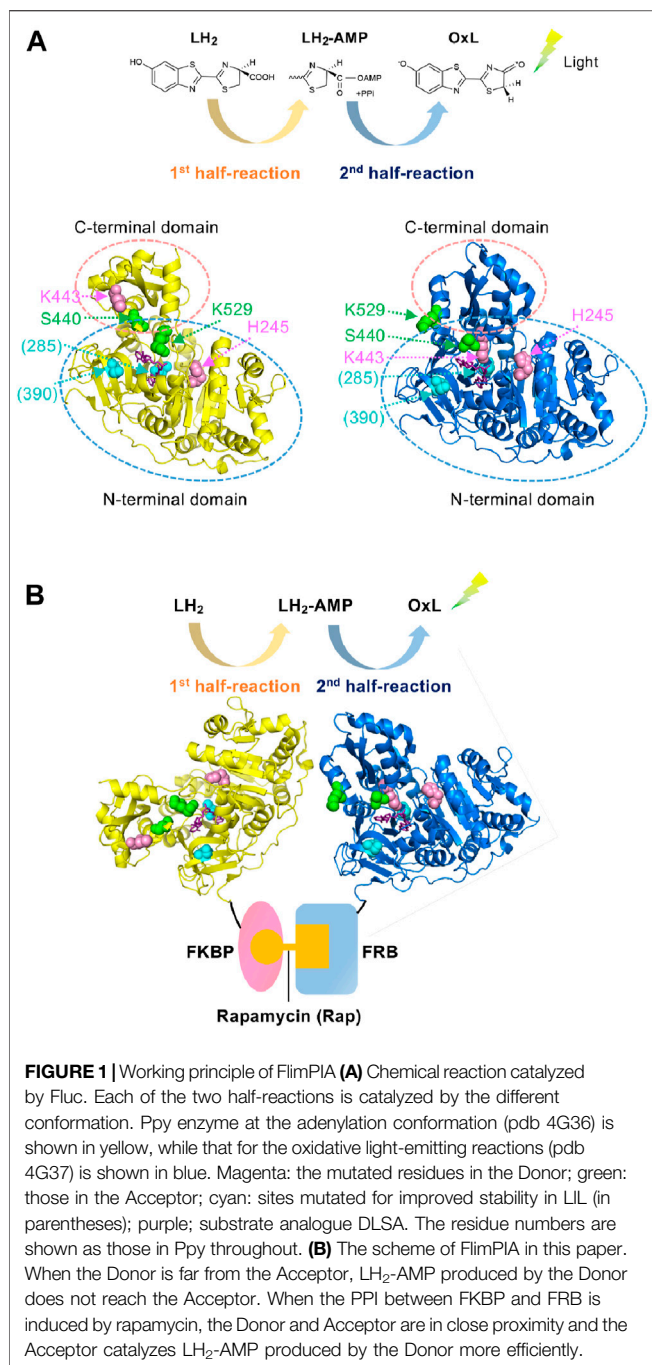 A
LH₂ LH₂-AMP OxL
HO N N H COOH S S
N H C OAMP O +PPi S
⁻O N N O S S H H
Light
1st half-reaction 2nd half-reaction
C-terminal domain
K443
S440
K529
H245
(285)
(390)
N-terminal domain
C-terminal domain
K529
S440
K443
H245
(285)
(390)
N-terminal domain
B
LH₂ LH₂-AMP OxL
1st half-reaction 2nd half-reaction
FKBP FRB
Rapamycin (Rap)
FIGURE 1 | Working principle of FlimPIA (A) Chemical reaction catalyzed
by Fluc. Each of the two half-reactions is catalyzed by the different
conformation. Ppy enzyme at the adenylation conformation (pdb 4G36) is
shown in yellow, while that for the oxidative light-emitting reactions (pdb
4G37) is shown in blue. Magenta: the mutated residues in the Donor; green:
those in the Acceptor; cyan: sites mutated for improved stability in LIL (in
parentheses); purple; substrate analogue DLSA. The residue numbers are
shown as those in Ppy throughout. (B) The scheme of FlimPIA in this paper.
When the Donor is far from the Acceptor, LH₂-AMP produced by the Donor
does not reach the Acceptor. When the PPI between FKBP and FRB is
induced by rapamycin, the Donor and Acceptor are in close proximity and the
Acceptor catalyzes LH₂-AMP produced by the Donor more efficiently.